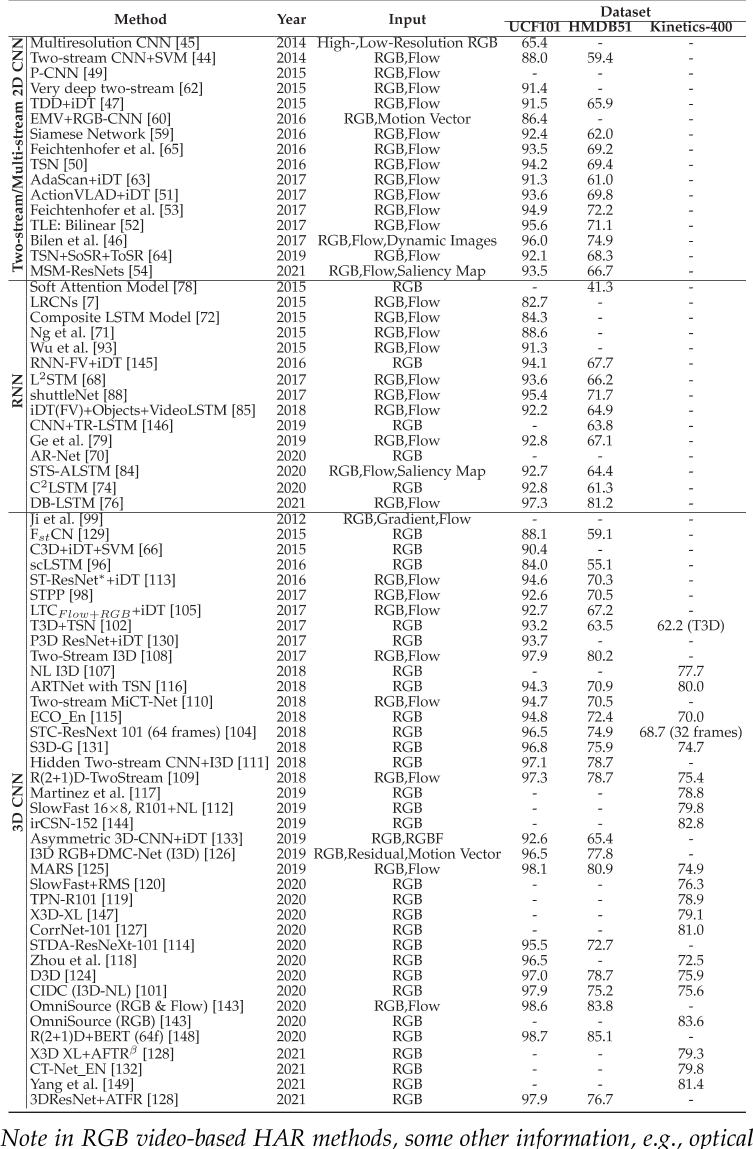 Method Year Input Dataset
UCF101 HMDB51 Kinetics-400
Two-stream/Multi-stream 2D CNN
Multiresolution CNN [45] 2014 High-,Low-Resolution RGB 65.4 - -
Two-stream CNN+SVM [44] 2014 RGB,Flow 88.0 59.4 -
P-CNN [49] 2015 RGB,Flow - - -
Very deep two-stream [62] 2015 RGB,Flow 91.4 - -
TDD+iDT [47] 2015 RGB,Flow 91.5 65.9 -
EMV+RGB-CNN [60] 2016 RGB,Motion Vector 86.4 - -
Siamese Network [59] 2016 RGB,Flow 92.4 62.0 -
Feichtenhofer et al. [65] 2016 RGB,Flow 93.5 69.2 -
TSN [50] 2016 RGB,Flow 94.2 69.4 -
AdaScan+iDT [63] 2017 RGB,Flow 91.3 61.0 -
ActionVLAD+iDT [51] 2017 RGB,Flow 93.6 69.8 -
Feichtenhofer et al. [53] 2017 RGB,Flow 94.9 72.2 -
TLE: Bilinear [52] 2017 RGB,Flow 95.6 71.1 -
Bilen et al. [46] 2017 RGB,Flow,Dynamic Images 96.0 74.9 -
TSN+SoSR+ToSR [64] 2019 RGB,Flow 92.1 68.3 -
MSM-ResNets [54] 2021 RGB,Flow,Saliency Map 93.5 66.7 -
RNN
Soft Attention Model [78] 2015 RGB - 41.3 -
LRCNs [7] 2015 RGB,Flow 82.7 - -
Composite LSTM Model [72] 2015 RGB,Flow 84.3 - -
Ng et al. [71] 2015 RGB,Flow 88.6 - -
Wu et al. [93] 2015 RGB,Flow 91.3 - -
RNN-FV+iDT [145] 2016 RGB 94.1 67.7 -
L²STM [68] 2017 RGB,Flow 93.6 66.2 -
shuttleNet [88] 2017 RGB,Flow 95.4 71.7 -
iDT(FV)+Objects+VideoLSTM [85] 2018 RGB,Flow 92.2 64.9 -
CNN+TR-LSTM [146] 2019 RGB - 63.8 -
Ge et al. [79] 2019 RGB,Flow 92.8 67.1 -
AR-Net [70] 2020 RGB - - -
STS-ALSTM [84] 2020 RGB,Flow,Saliency Map 92.7 64.4 -
C²LSTM [74] 2020 RGB 92.8 61.3 -
DB-LSTM [76] 2021 RGB,Flow 97.3 81.2 -
3D CNN
Ji et al. [99] 2012 RGB,Gradient,Flow - - -
FstCN [129] 2015 RGB 88.1 59.1 -
C3D+iDT+SVM [66] 2015 RGB 90.4 - -
scLSTM [96] 2016 RGB 84.0 55.1 -
ST-ResNet*+iDT [113] 2016 RGB,Flow 94.6 70.3 -
STPP [98] 2017 RGB,Flow 92.6 70.5 -
LTCFlow+RGB+iDT [105] 2017 RGB,Flow 92.7 67.2 -
T3D+TSN [102] 2017 RGB 93.2 63.5 62.2 (T3D)
P3D ResNet+iDT [130] 2017 RGB 93.7 - -
Two-Stream I3D [108] 2017 RGB,Flow 97.9 80.2 -
NL I3D [107] 2018 RGB - - 77.7
ARTNet with TSN [116] 2018 RGB 94.3 70.9 80.0
Two-stream MiCT-Net [110] 2018 RGB,Flow 94.7 70.5 -
ECO_En [115] 2018 RGB 94.8 72.4 70.0
STC-ResNext 101 (64 frames) [104] 2018 RGB 96.5 74.9 68.7 (32 frames)
S3D-G [131] 2018 RGB 96.8 75.9 74.7
Hidden Two-stream CNN+I3D [111] 2018 RGB 97.1 78.7 -
R(2+1)D-TwoStream [109] 2018 RGB,Flow 97.3 78.7 75.4
Martinez et al. [117] 2019 RGB - - 78.8
SlowFast 16×8, R101+NL [112] 2019 RGB - - 79.8
irCSN-152 [144] 2019 RGB - - 82.8
Asymmetric 3D-CNN+iDT [133] 2019 RGB,RGBF 92.6 65.4 -
I3D RGB+DMC-Net (I3D) [126] 2019 RGB,Residual,Motion Vector 96.5 77.8 -
MARS [125] 2019 RGB,Flow 98.1 80.9 74.9
SlowFast+RMS [120] 2020 RGB - - 76.3
TPN-R101 [119] 2020 RGB - - 78.9
X3D-XL [147] 2020 RGB - - 79.1
CorrNet-101 [127] 2020 RGB - - 81.0
STDA-ResNeXt-101 [114] 2020 RGB 95.5 72.7 -
Zhou et al. [118] 2020 RGB 96.5 - 72.5
D3D [124] 2020 RGB 97.0 78.7 75.9
CIDC (I3D-NL) [101] 2020 RGB 97.9 75.2 75.6
OmniSource (RGB & Flow) [143] 2020 RGB,Flow 98.6 83.8 -
OmniSource (RGB) [143] 2020 RGB - - 83.6
R(2+1)D+BERT (64f) [148] 2020 RGB 98.7 85.1 -
X3D XL+AFTRᵝ [128] 2021 RGB - - 79.3
CT-Net_EN [132] 2021 RGB - - 79.8
Yang et al. [149] 2021 RGB - - 81.4
3DResNet+ATFR [128] 2021 RGB 97.9 76.7 -
Note in RGB video-based HAR methods, some other information, e.g., optical